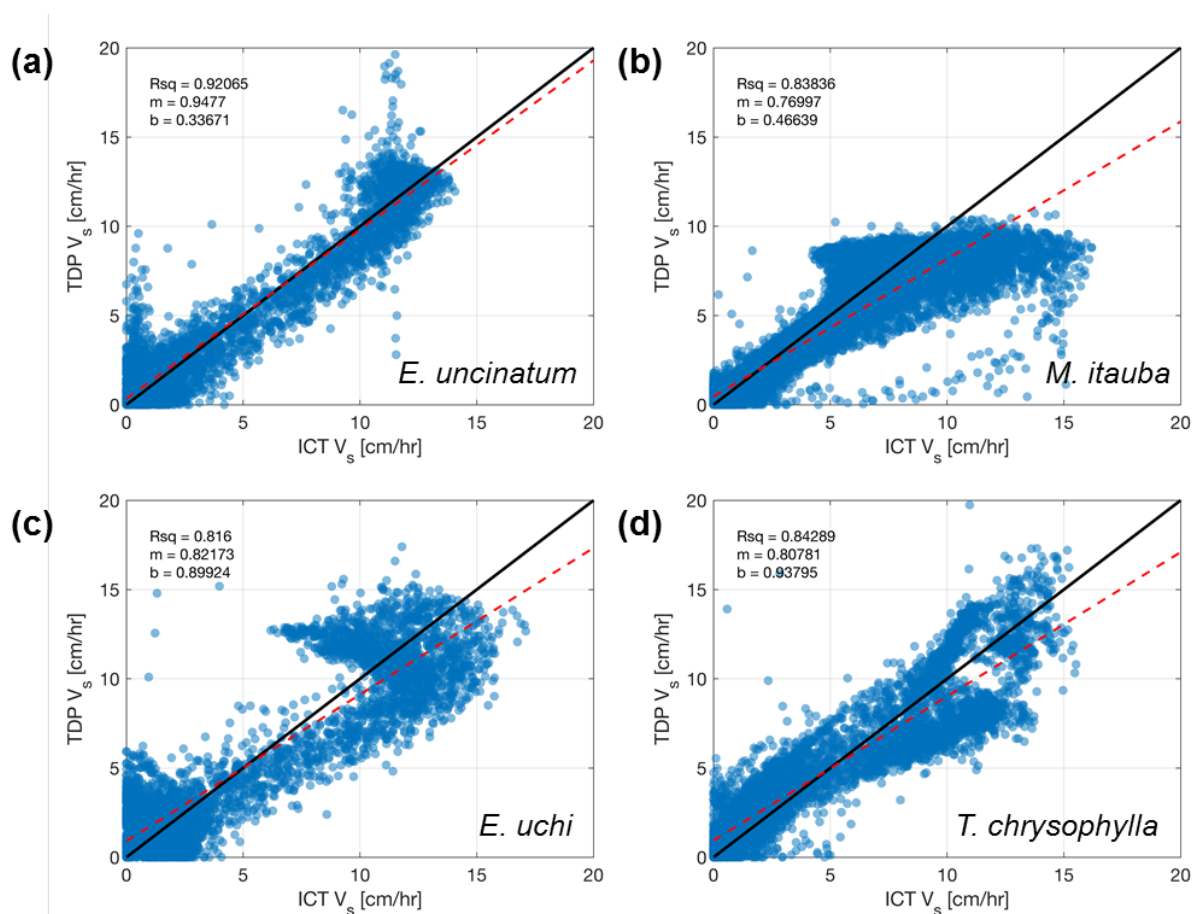 (a)
20
15
10
5
0
TDP V_s [cm/hr]
Rsq = 0.92065
m = 0.9477
b = 0.33671
E. uncinatum
0 5 10 15 20
ICT V_s [cm/hr]
(b)
20
15
10
5
0
TDP V_s [cm/hr]
Rsq = 0.83836
m = 0.76997
b = 0.46639
M. itauba
0 5 10 15 20
ICT V_s [cm/hr]
(c)
20
15
10
5
0
TDP V_s [cm/hr]
Rsq = 0.816
m = 0.82173
b = 0.89924
E. uchi
0 5 10 15 20
ICT V_s [cm/hr]
(d)
20
15
10
5
0
TDP V_s [cm/hr]
Rsq = 0.84289
m = 0.80781
b = 0.93795
T. chrysophylla
0 5 10 15 20
ICT V_s [cm/hr]